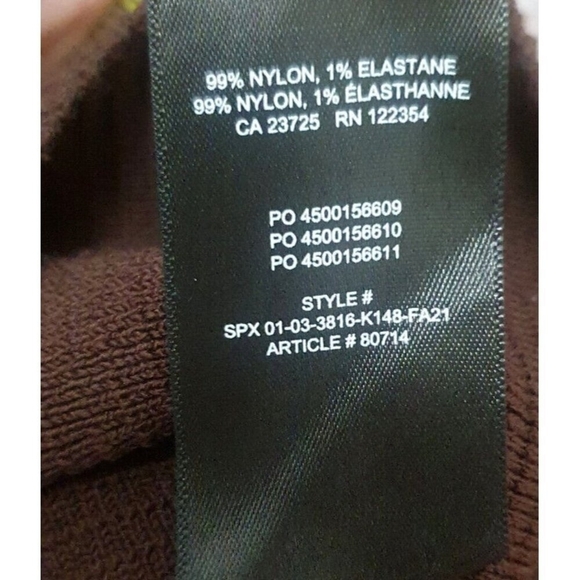 99% NYLON, 1% ELASTANE
99% NYLON, 1% ÉLASTHANNE
CA 23725 RN 122354
PO 4500156609
PO 4500156610
PO 4500156611
STYLE #
SPX 01-03-3816-K148-FA21
ARTICLE # 80714